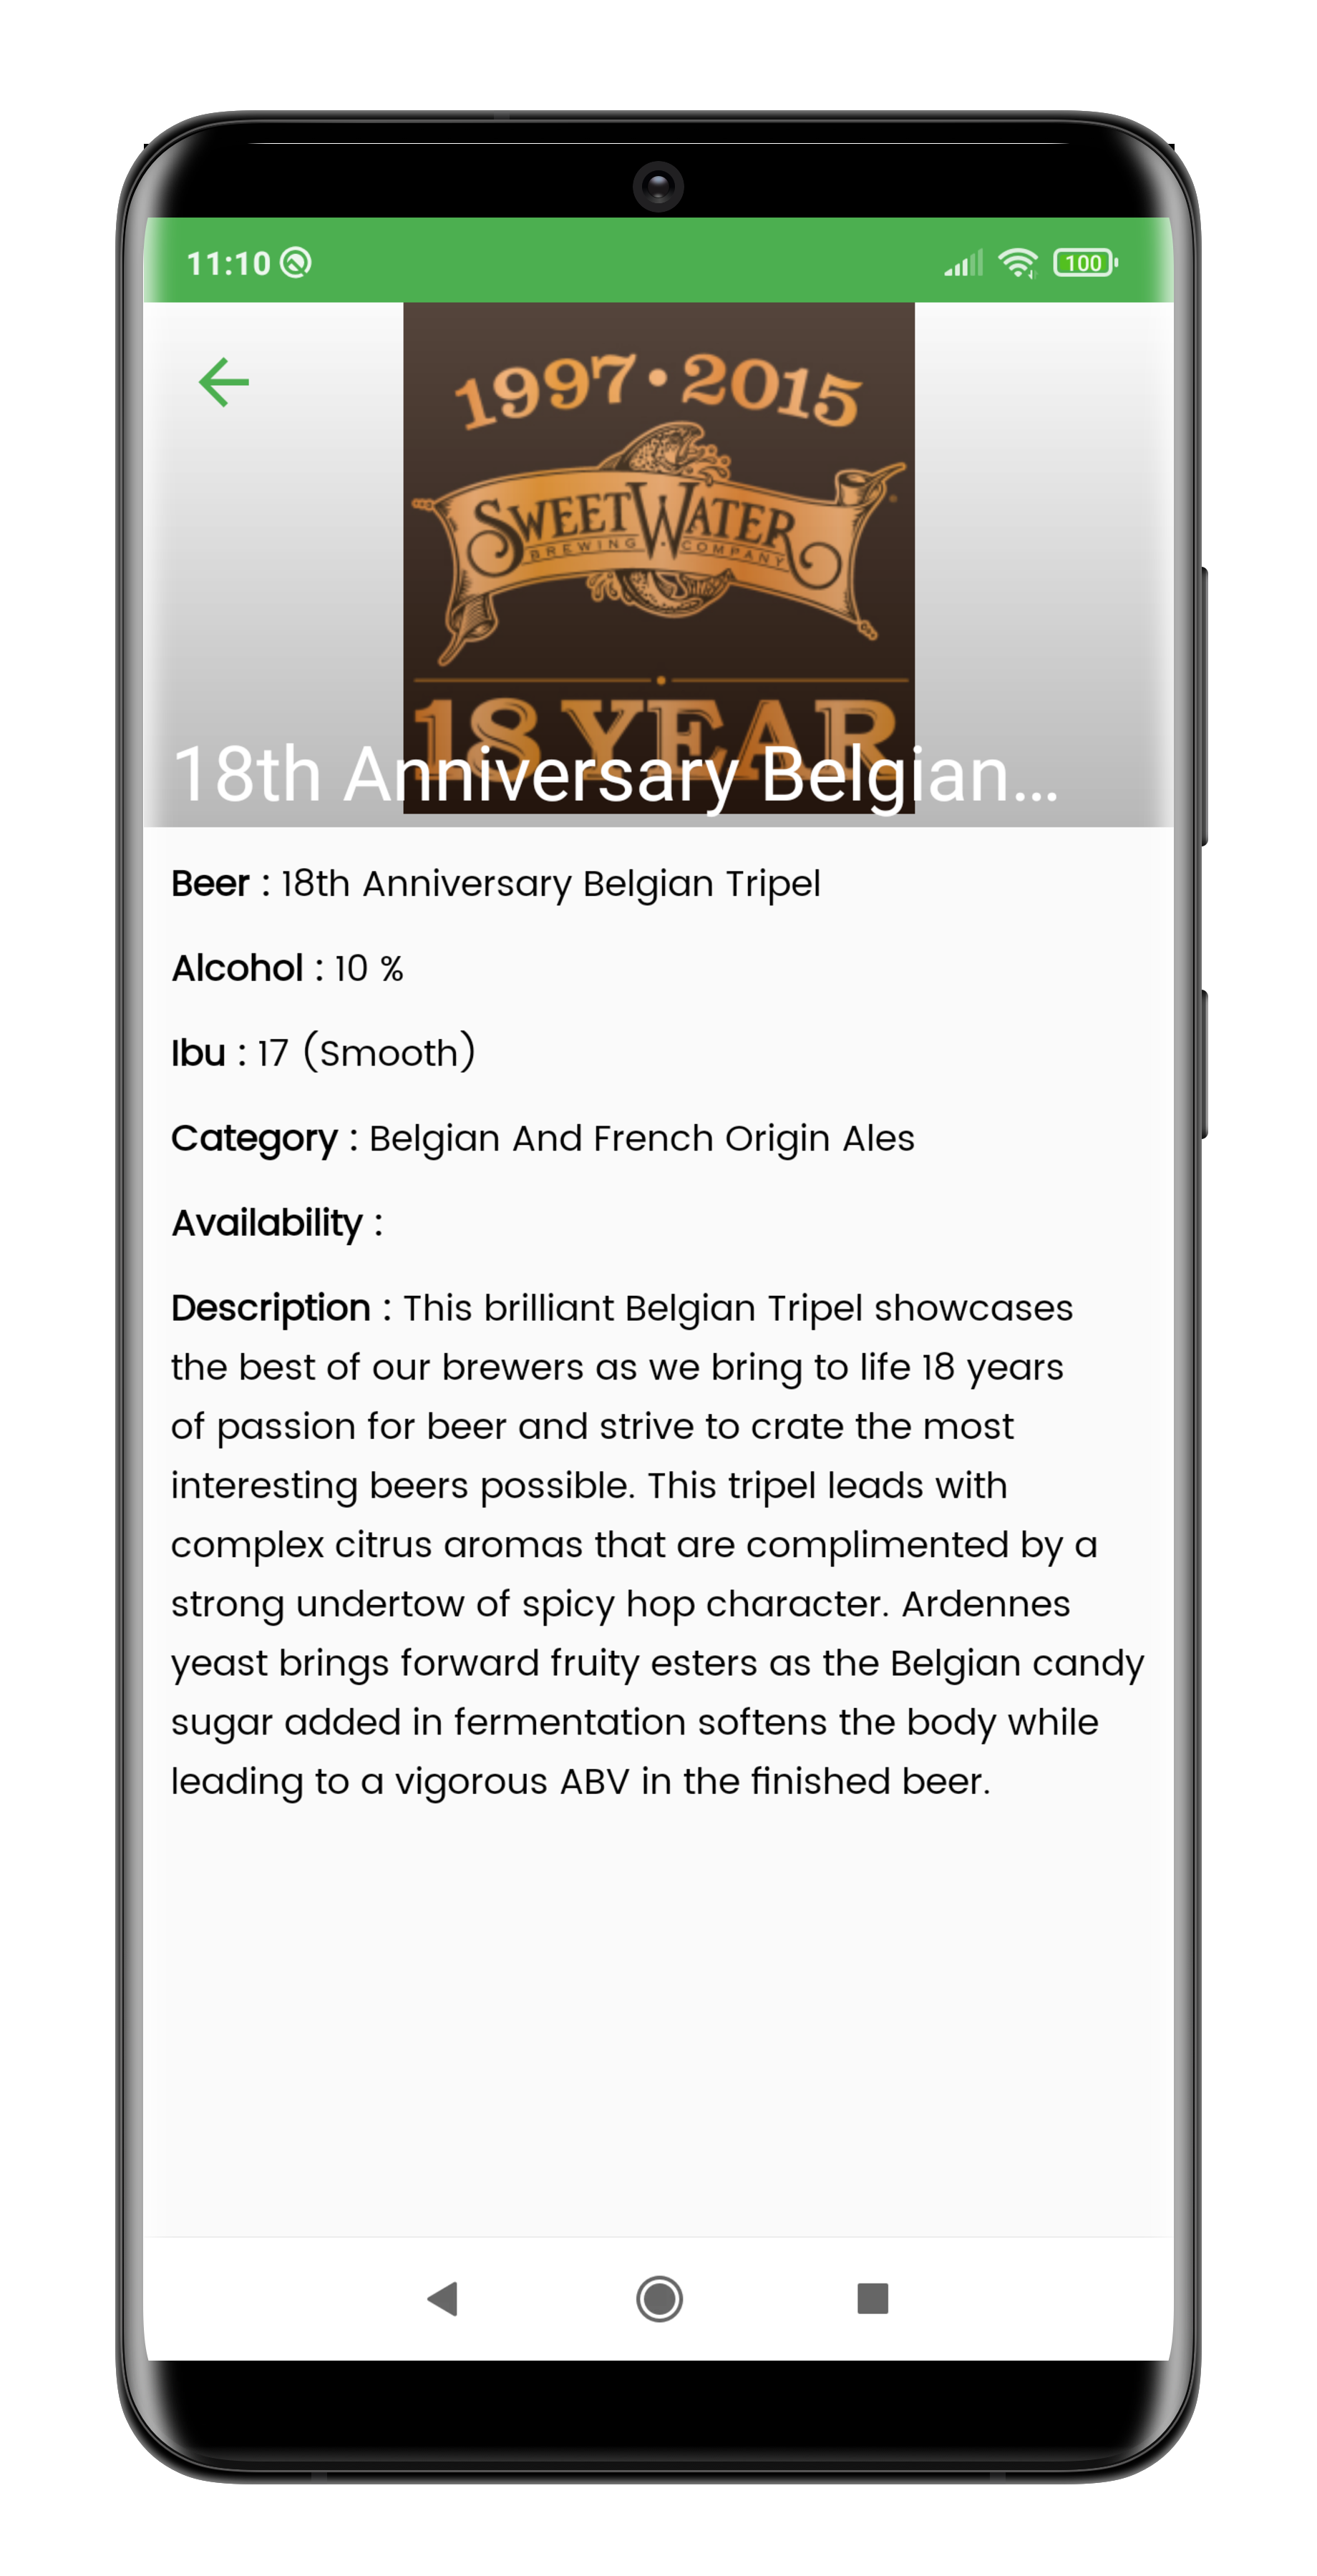 11:10
100
1997 • 2015
SWEETWATER
BREWING COMPANY
18 YEAR
18th Anniversary Belgian...
Beer : 18th Anniversary Belgian Tripel
Alcohol : 10 %
Ibu : 17 (Smooth)
Category : Belgian And French Origin Ales
Availability :
Description : This brilliant Belgian Tripel showcases
the best of our brewers as we bring to life 18 years
of passion for beer and strive to crate the most
interesting beers possible. This tripel leads with
complex citrus aromas that are complimented by a
strong undertow of spicy hop character. Ardennes
yeast brings forward fruity esters as the Belgian candy
sugar added in fermentation softens the body while
leading to a vigorous ABV in the finished beer.